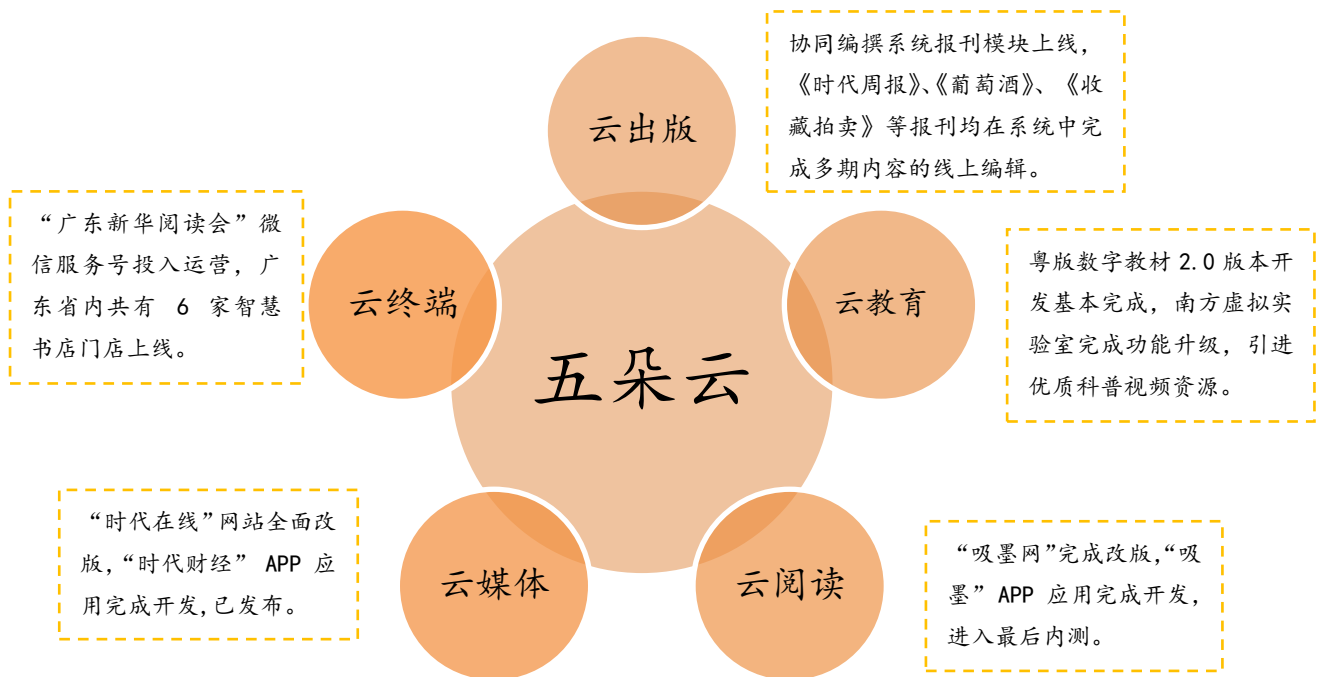 云出版
协同编撰系统报刊模块上线，
《时代周报》、《葡萄酒》、《收
藏拍卖》等报刊均在系统中完
成多期内容的线上编辑。
“广东新华阅读会”微
信服务号投入运营，广
东省内共有 6 家智慧
书店门店上线。
云终端
云教育
粤版数字教材 2.0 版本开
发基本完成，南方虚拟实
验室完成功能升级，引进
优质科普视频资源。
五朵云
“时代在线”网站全面改
版，“时代财经” APP 应
用完成开发，已发布。
云媒体
云阅读
“吸墨网”完成改版，“吸
墨” APP 应用完成开发，
进入最后内测。